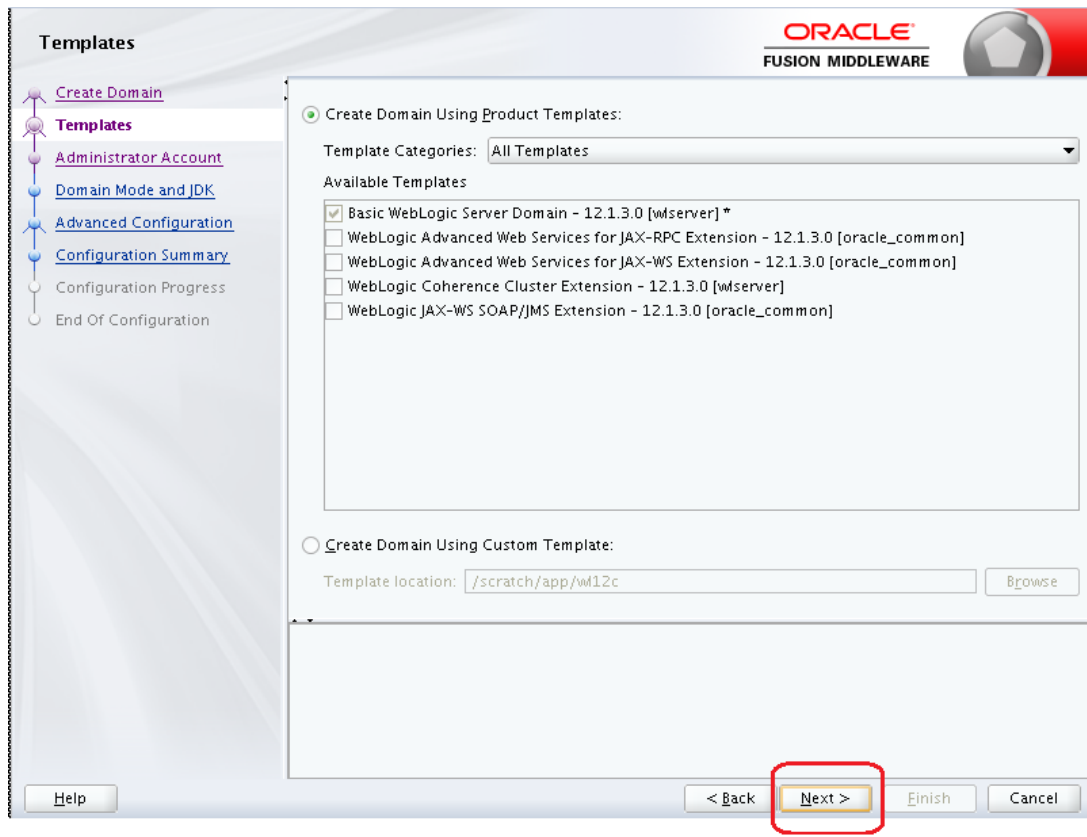 Templates
ORACLE
FUSION MIDDLEWARE
Create Domain
Templates
Administrator Account
Domain Mode and JDK
Advanced Configuration
Configuration Summary
Configuration Progress
End Of Configuration
Create Domain Using Product Templates:
Template Categories: All Templates
Available Templates
Basic WebLogic Server Domain - 12.1.3.0 [wlserver] *
WebLogic Advanced Web Services for JAX-RPC Extension - 12.1.3.0 [oracle_common]
WebLogic Advanced Web Services for JAX-WS Extension - 12.1.3.0 [oracle_common]
WebLogic Coherence Cluster Extension - 12.1.3.0 [wlserver]
WebLogic JAX-WS SOAP/JMS Extension - 12.1.3.0 [oracle_common]
Create Domain Using Custom Template:
Template location: /scratch/app/wl12c Browse
Help < Back Next > Finish Cancel